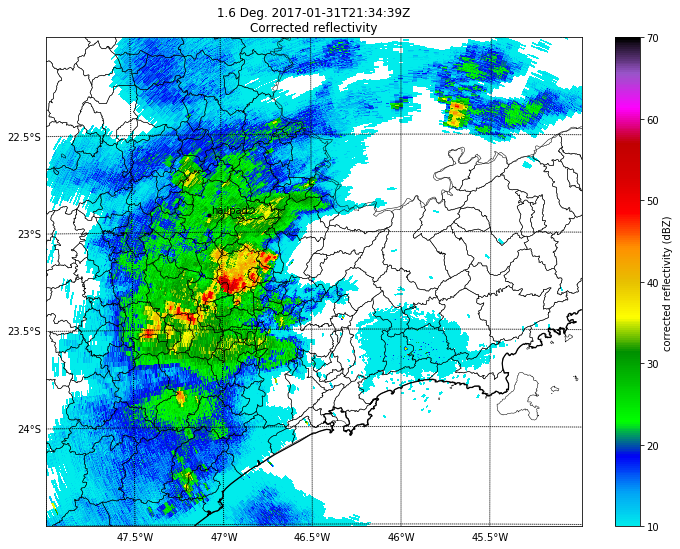 1.6 Deg. 2017-01-31T21:34:39Z
Corrected reflectivity
22.5°S
23°S
23.5°S
24°S
47.5°W
47°W
46.5°W
46°W
45.5°W
70
60
50
40
30
20
10
corrected reflectivity (dBZ)